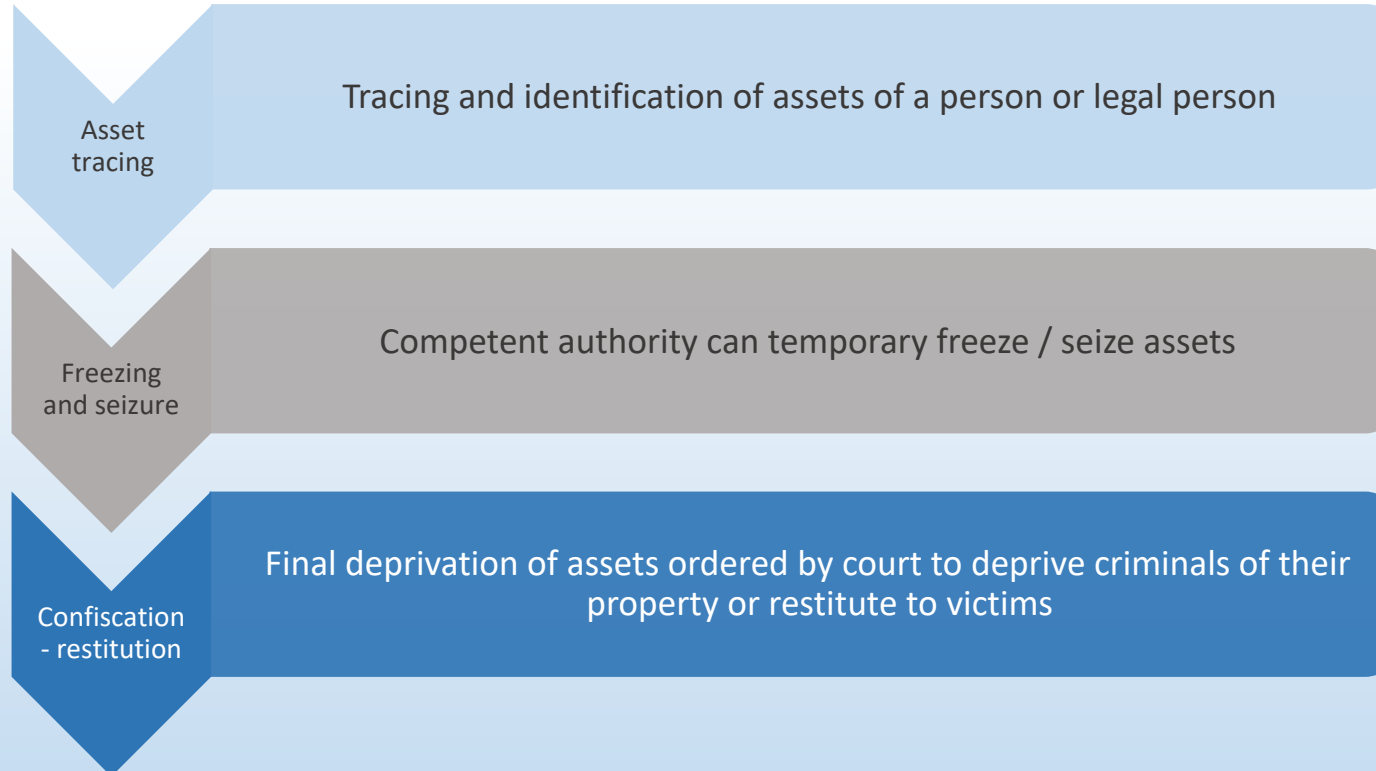 Asset
tracing
Tracing and identification of assets of a person or legal person
Freezing
and seizure
Competent authority can temporary freeze / seize assets
Confiscation
- restitution
Final deprivation of assets ordered by court to deprive criminals of their
property or restitute to victims